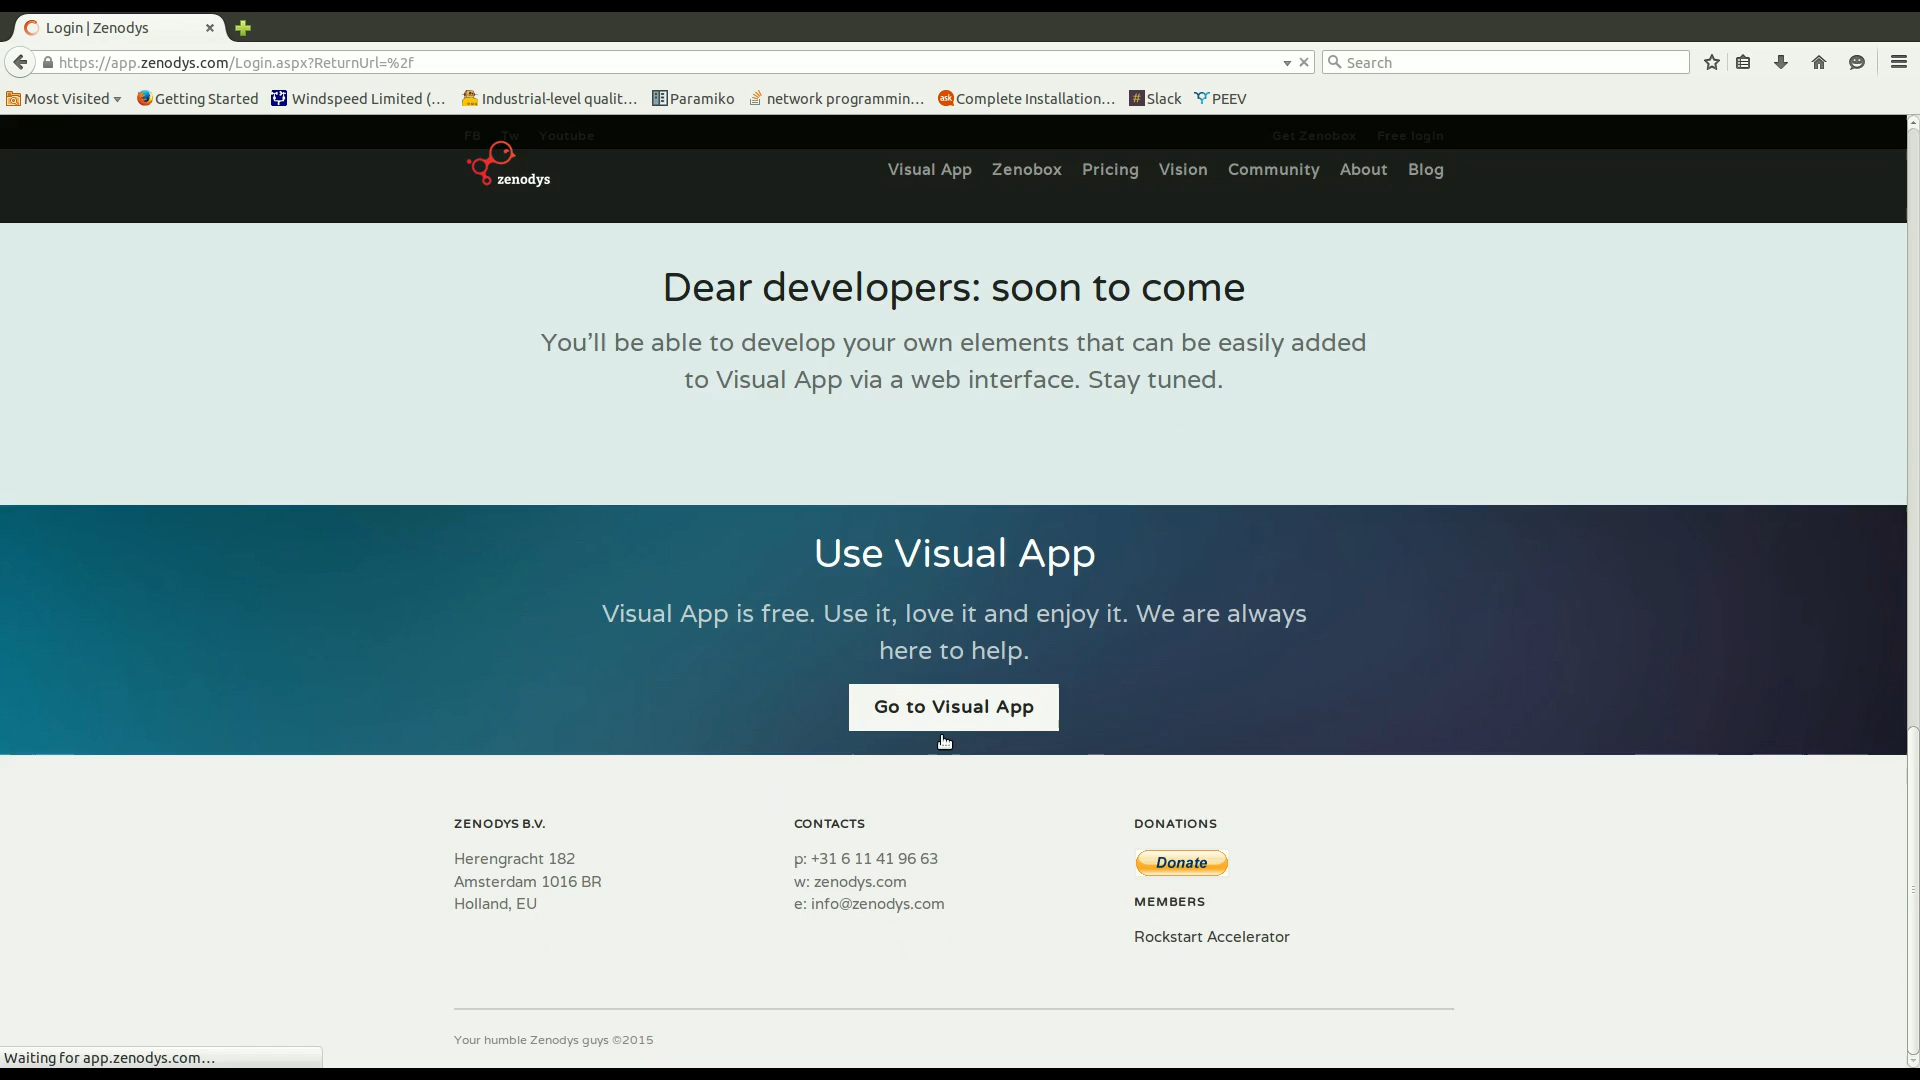 Login | Zenodys
https://app.zenodys.com/Login.aspx?ReturnUrl=%2f
Search
Most Visited
Getting Started
Windspeed Limited (...
Industrial-level qualit...
Paramiko
network programmin...
Complete Installation...
Slack
PEEV
FB Tw Youtube
Get Zenobox Free login
zenodys
Visual App Zenobox Pricing Vision Community About Blog
Dear developers: soon to come
You'll be able to develop your own elements that can be easily added
to Visual App via a web interface. Stay tuned.
Use Visual App
Visual App is free. Use it, love it and enjoy it. We are always
here to help.
Go to Visual App
ZENODYS B.V.
Herengracht 182
Amsterdam 1016 BR
Holland, EU
CONTACTS
p: +31 6 11 41 96 63
w: zenodys.com
e: info@zenodys.com
DONATIONS
Donate
MEMBERS
Rockstart Accelerator
Your humble Zenodys guys ©2015
Waiting for app.zenodys.com...